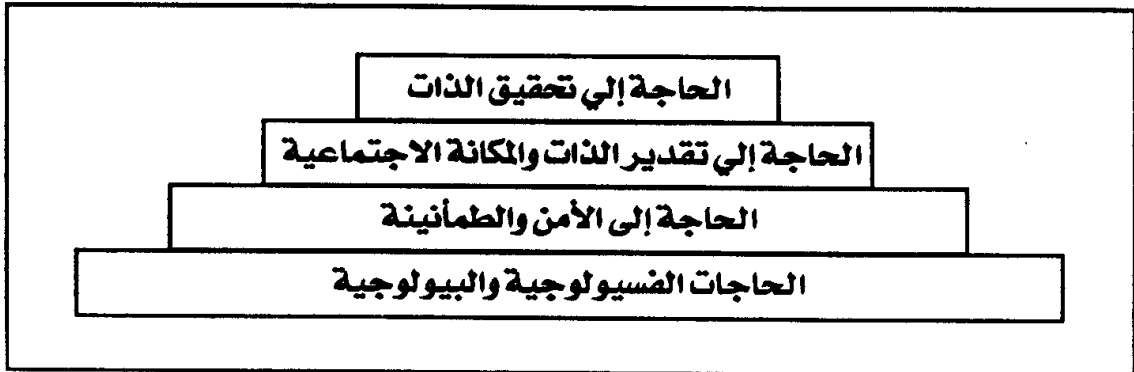 الحاجة إلي تحقيق الذات
الحاجة إلي تقدير الذات والمكانة الاجتماعية
الحاجة إلى الأمن والطمأنينة
الحاجات الفسيولوجية والبيولوجية